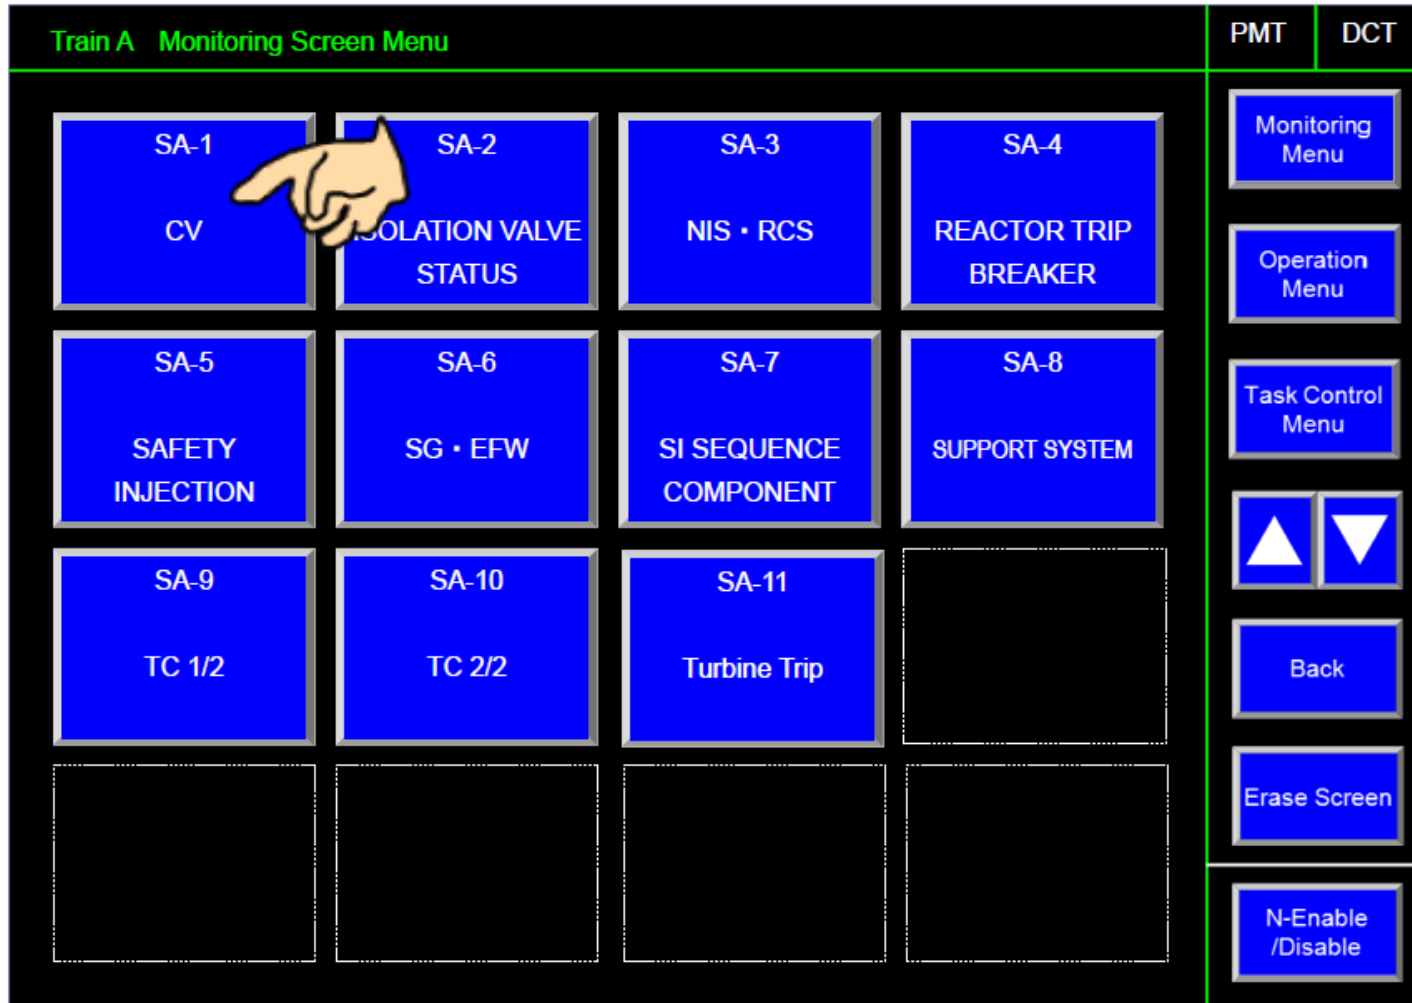 Train A Monitoring Screen Menu
PMT
DCT
SA-1
CV
SA-2
ISOLATION VALVE
STATUS
SA-3
NIS・RCS
SA-4
REACTOR TRIP
BREAKER
SA-5
SAFETY
INJECTION
SA-6
SG・EFW
SA-7
SI SEQUENCE
COMPONENT
SA-8
SUPPORT SYSTEM
SA-9
TC 1/2
SA-10
TC 2/2
SA-11
Turbine Trip
Monitoring
Menu
Operation
Menu
Task Control
Menu
Back
Erase Screen
N-Enable
/Disable